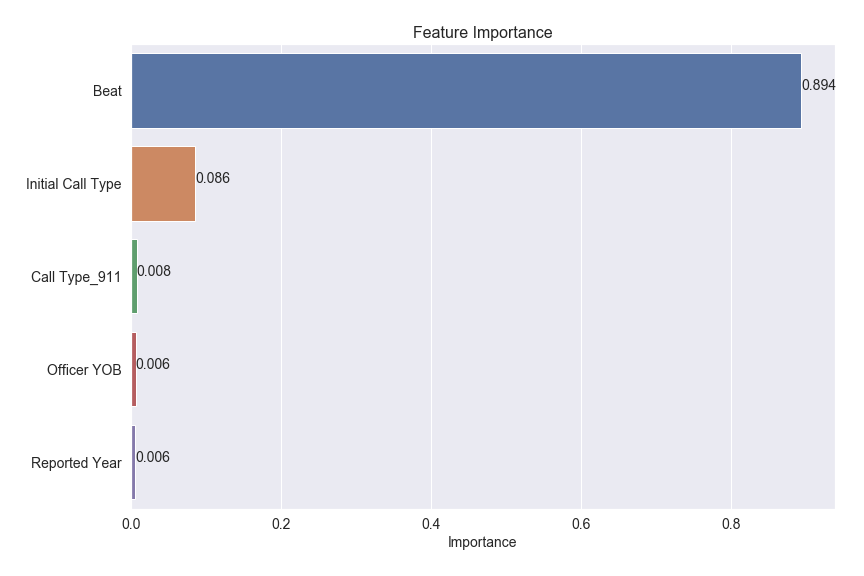 Feature Importance
Beat
0.894
Initial Call Type
0.086
Call Type_911
0.008
Officer YOB
0.006
Reported Year
0.006
0.0 0.2 0.4 0.6 0.8
Importance